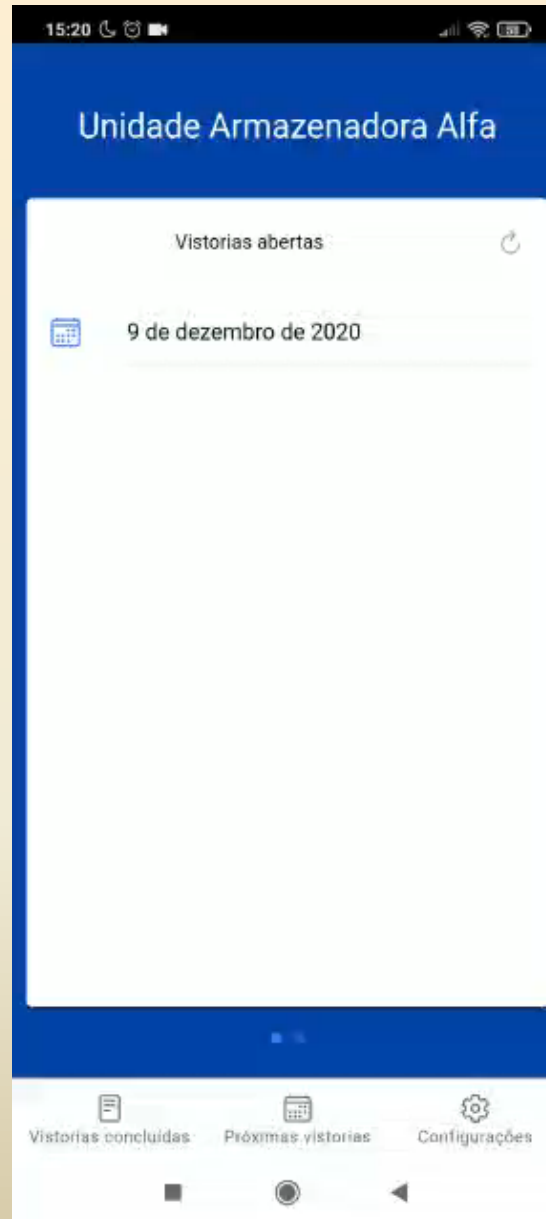 15:20
Unidade Armazenadora Alfa
Vistorias abertas
9 de dezembro de 2020
Vistorias concluídas Próximas vistorias Configurações